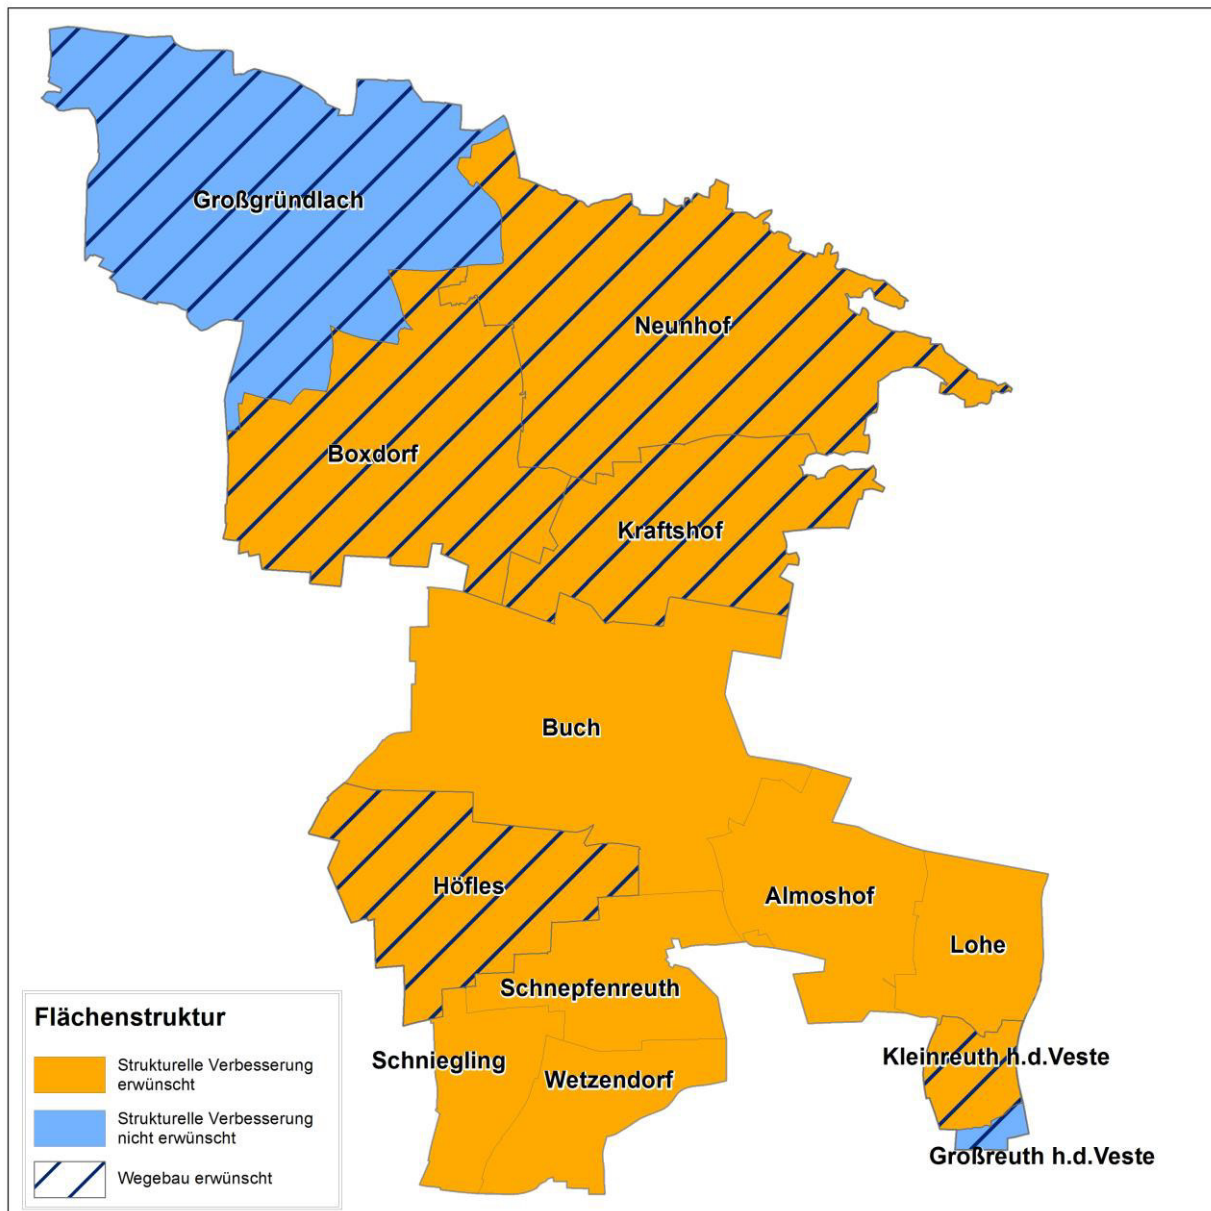 Großgründlach
Neunhof
Boxdorf
Kraftshof
Buch
Höfles
Almoshof
Lohe
Schnepfenreuth
Schniegling
Wetzendorf
Kleinreuth h.d.Veste
Großreuth h.d.Veste
Flächenstruktur
Strukturelle Verbesserung
erwünscht
Strukturelle Verbesserung
nicht erwünscht
Wegebau erwünscht